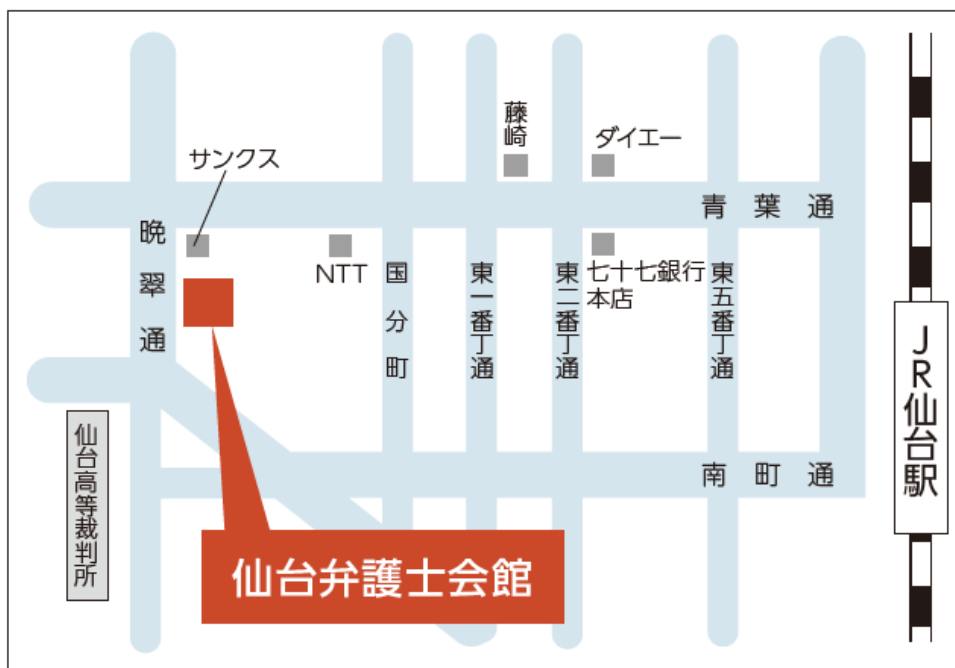 藤崎
ダイエー
サンクス
青葉通
晩翠通
NTT
国分町
東一番丁通
東二番丁通
七十七銀行
本店
東五番丁通
JR仙台駅
仙台高等裁判所
南町通
仙台弁護士会館